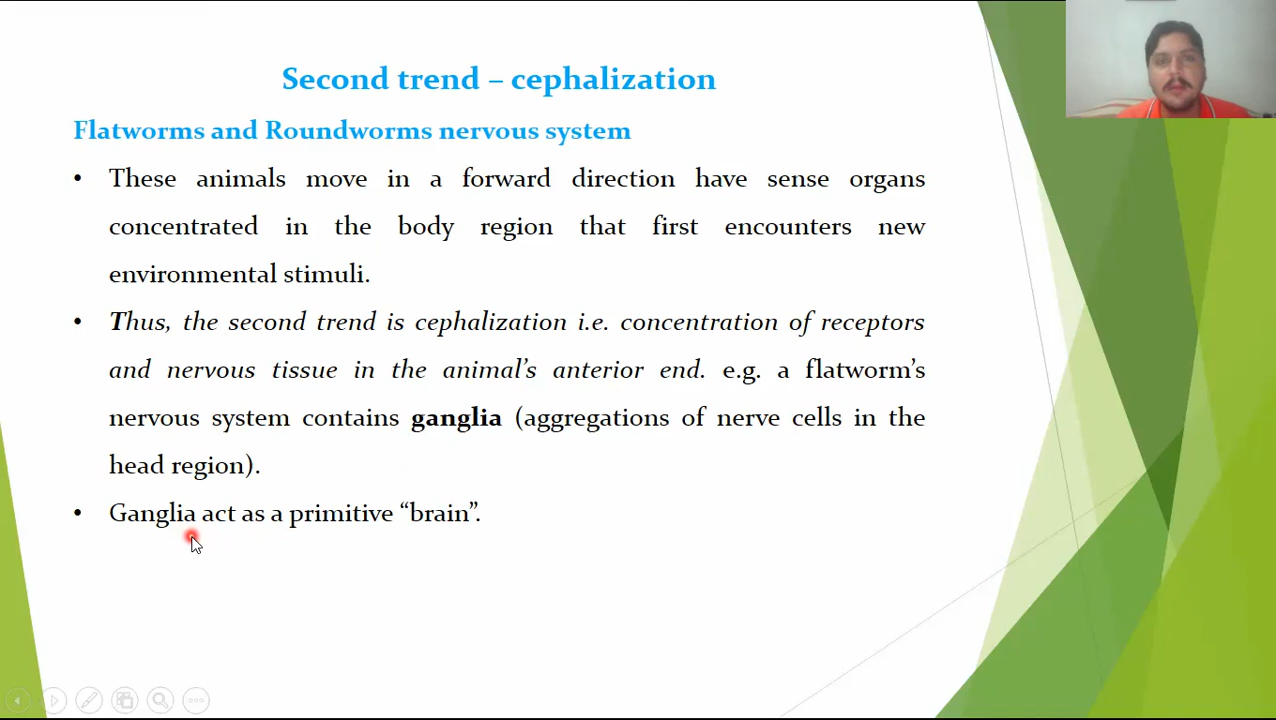 Second trend – cephalization
Flatworms and Roundworms nervous system
• These animals move in a forward direction have sense organs
concentrated in the body region that first encounters new
environmental stimuli.
• Thus, the second trend is cephalization i.e. concentration of receptors
and nervous tissue in the animal’s anterior end. e.g. a flatworm’s
nervous system contains ganglia (aggregations of nerve cells in the
head region).
• Ganglia act as a primitive “brain”.